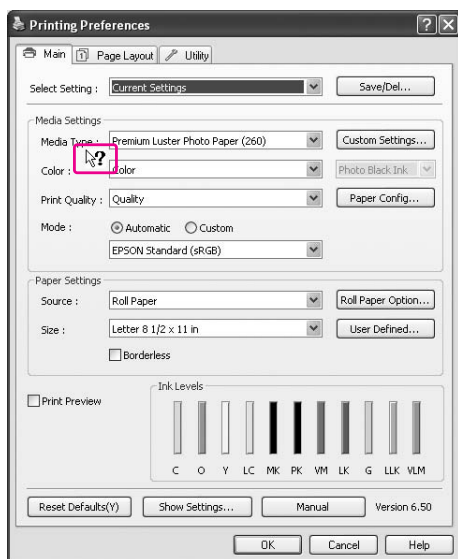 Printing Preferences
Main Page Layout Utility
Select Setting : Current Settings Save/Del...
Media Settings
Media Type : Premium Luster Photo Paper (260) Custom Settings...
Color : Color Photo Black Ink
Print Quality : Quality Paper Config...
Mode : Automatic Custom
EPSON Standard (sRGB)
Paper Settings
Source : Roll Paper Roll Paper Option...
Size : Letter 8 1/2 x 11 in User Defined...
Borderless
Print Preview
Ink Levels
C O Y LC MK PK VM LK G LLK VLM
Reset Defaults(Y) Show Settings... Manual Version 6.50
OK Cancel Help